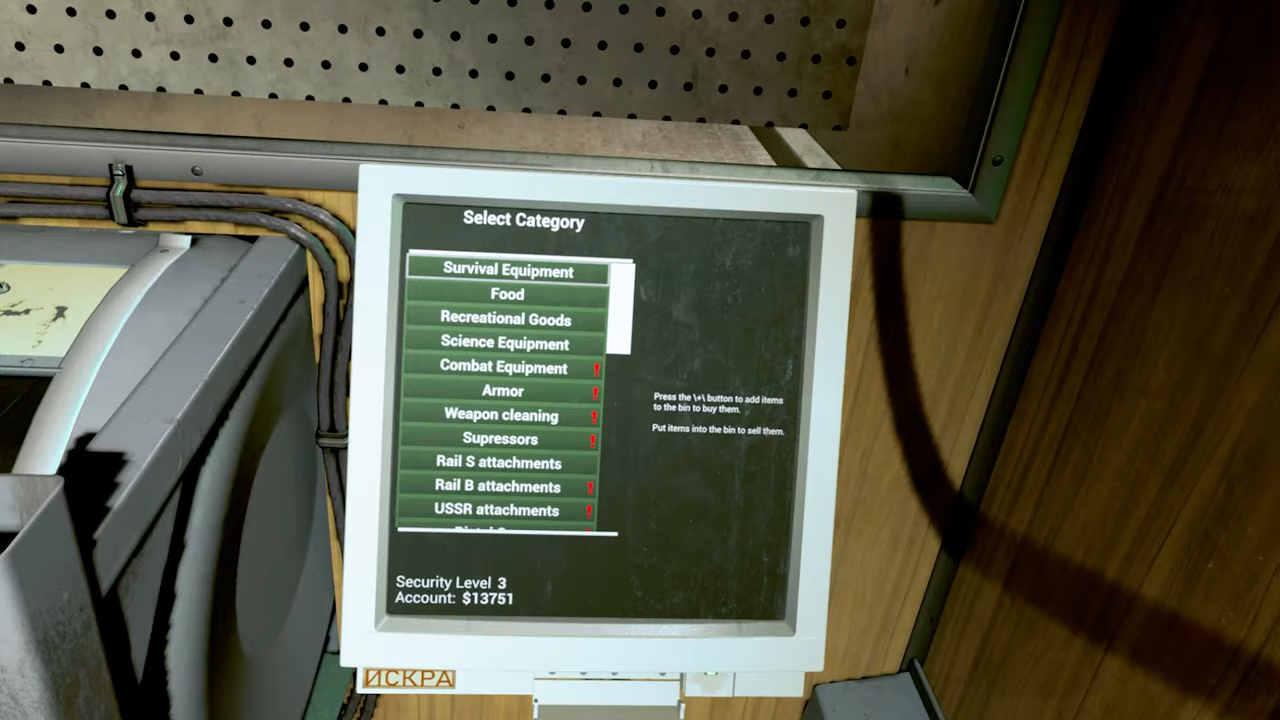 Select Category
Survival Equipment
Food
Recreational Goods
Science Equipment
Combat Equipment !
Armor !
Weapon cleaning !
Supressors !
Rail S attachments
Rail B attachments !
USSR attachments !
Press the \+\ button to add items
to the bin to buy them.
Put items into the bin to sell them.
Security Level 3
Account: $13751
ИСКРА